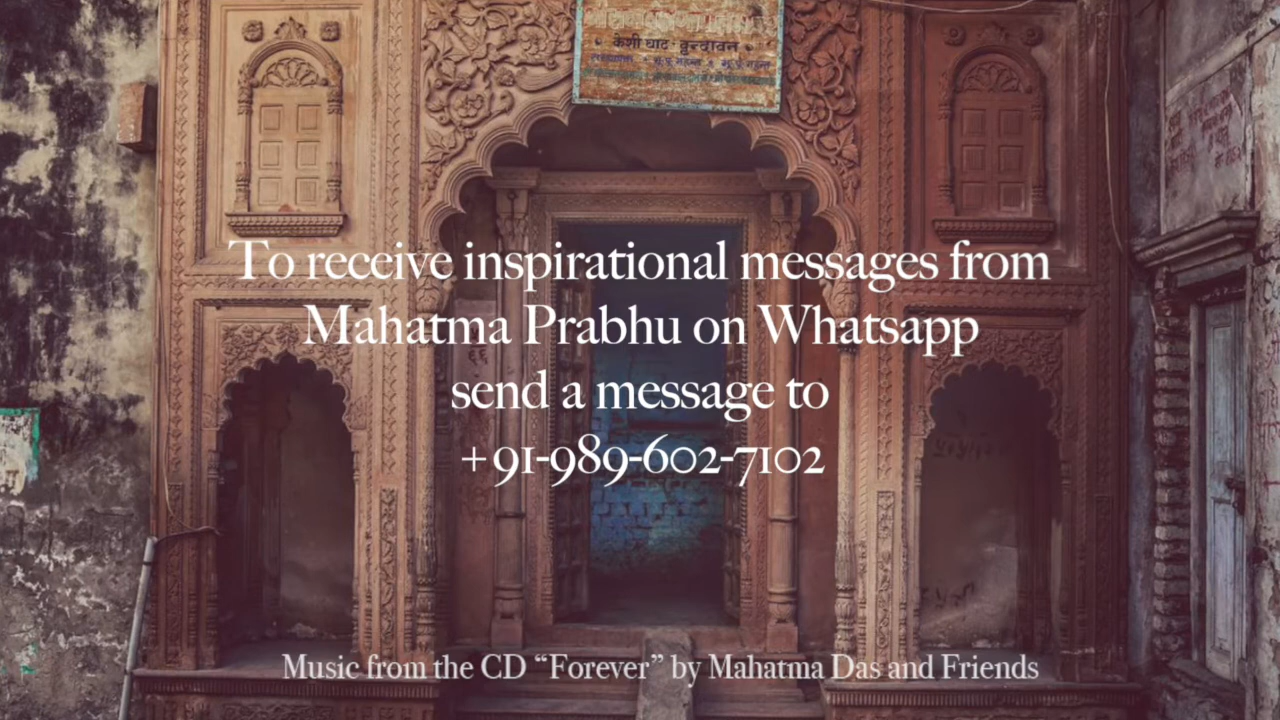 केशी घाट - वृन्दावन
To receive inspirational messages from
Mahatma Prabhu on Whatsapp
send a message to
+91-989-602-7102
Music from the CD “Forever” by Mahatma Das and Friends